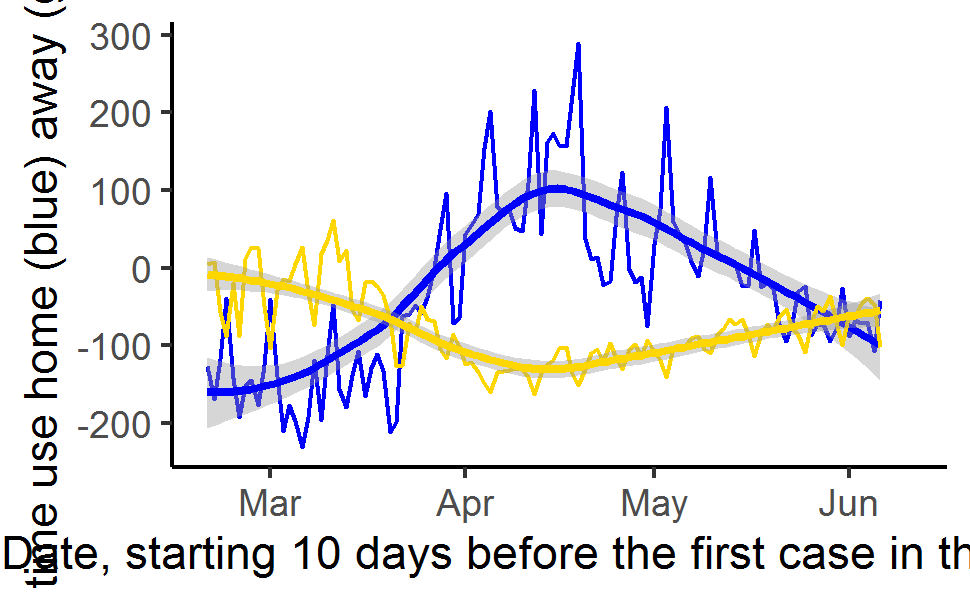 time use home (blue) away (
300
200
100
0
-100
-200
Mar Apr May Jun
Date, starting 10 days before the first case in th